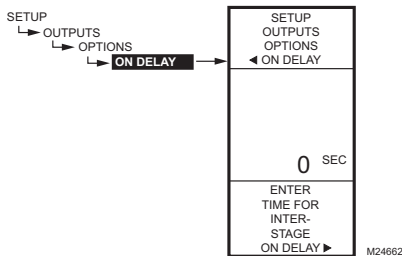 SETUP
OUTPUTS
OPTIONS
ON DELAY
SETUP
OUTPUTS
OPTIONS
◀ ON DELAY
0 SEC
ENTER
TIME FOR
INTER-
STAGE
ON DELAY ▶
M24662